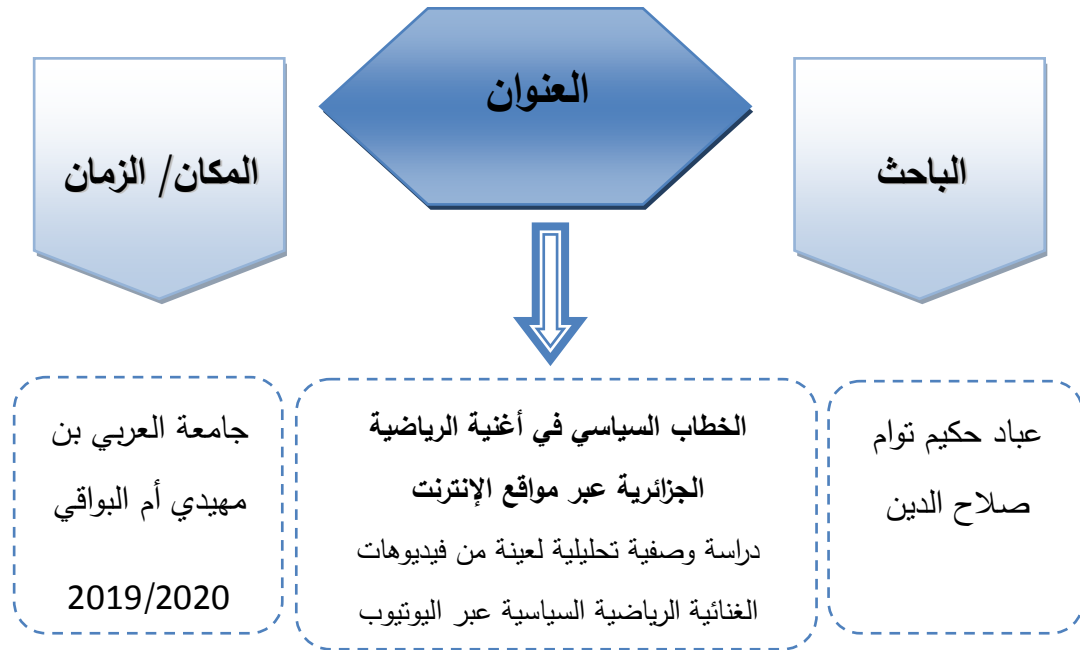 العنوان
الباحث
المكان/ الزمان
عباد حكيم توام
صلاح الدين
الخطاب السياسي في أغنية الرياضية
الجزائرية عبر مواقع الإنترنت
دراسة وصفية تحليلية لعينة من فيديوهات
الغنائية الرياضية السياسية عبر اليوتيوب
جامعة العربي بن
مهيدي أم البواقي
2019/2020